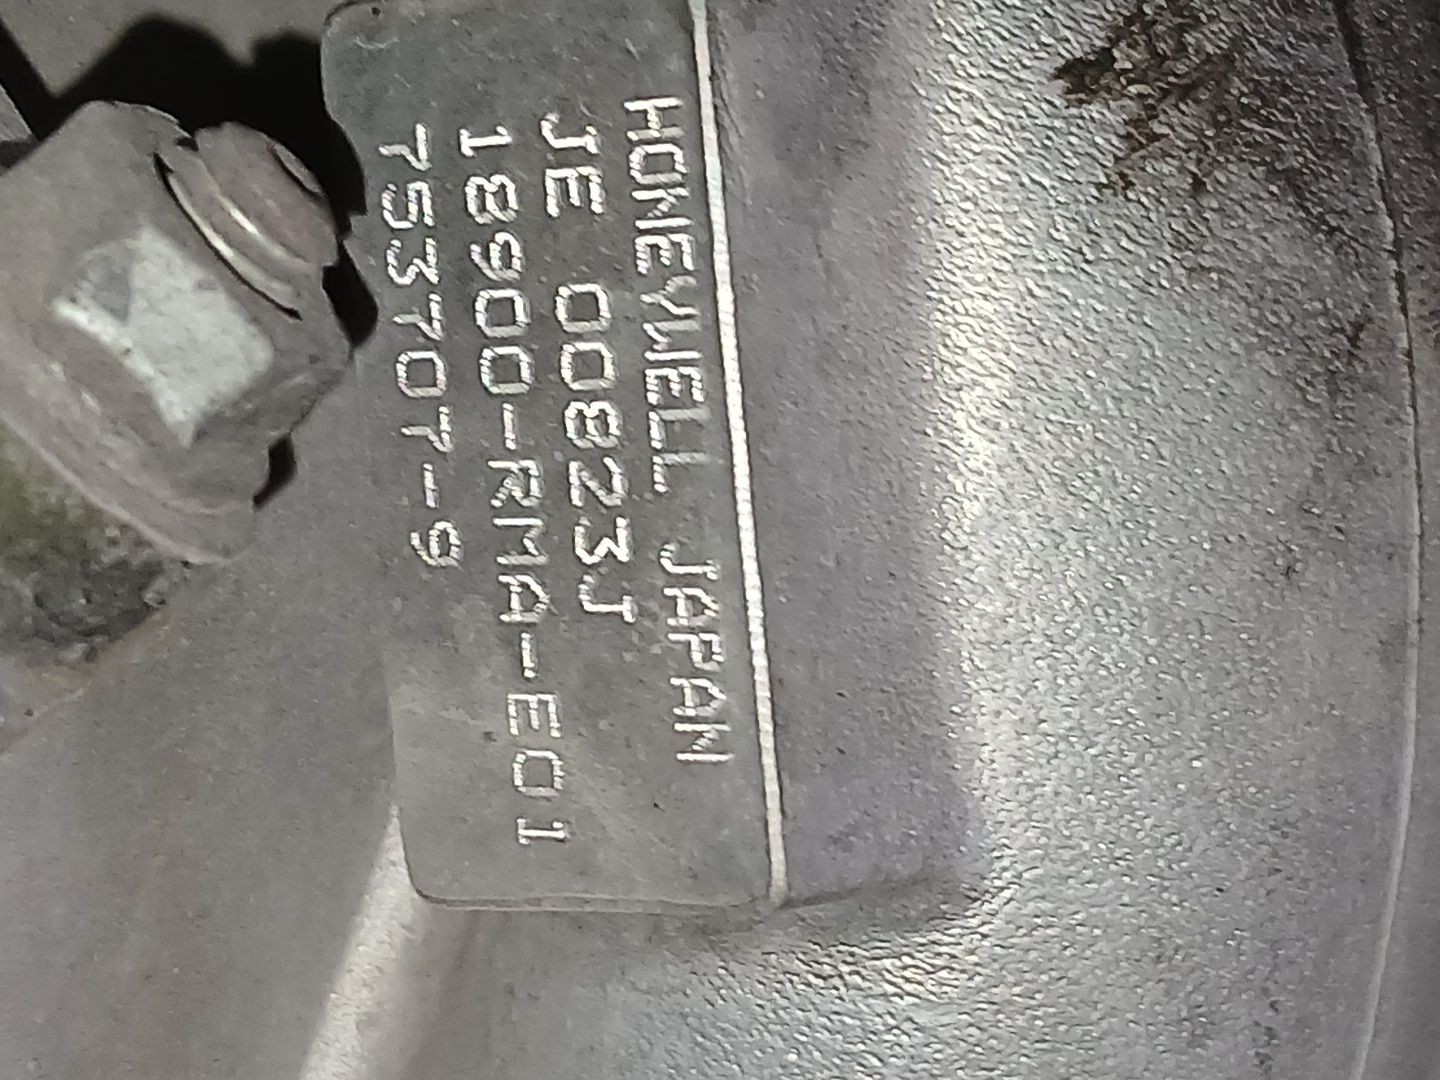 HONEYWELL JAPAN
JE 00823J
18900-RMA-E01
753707-9